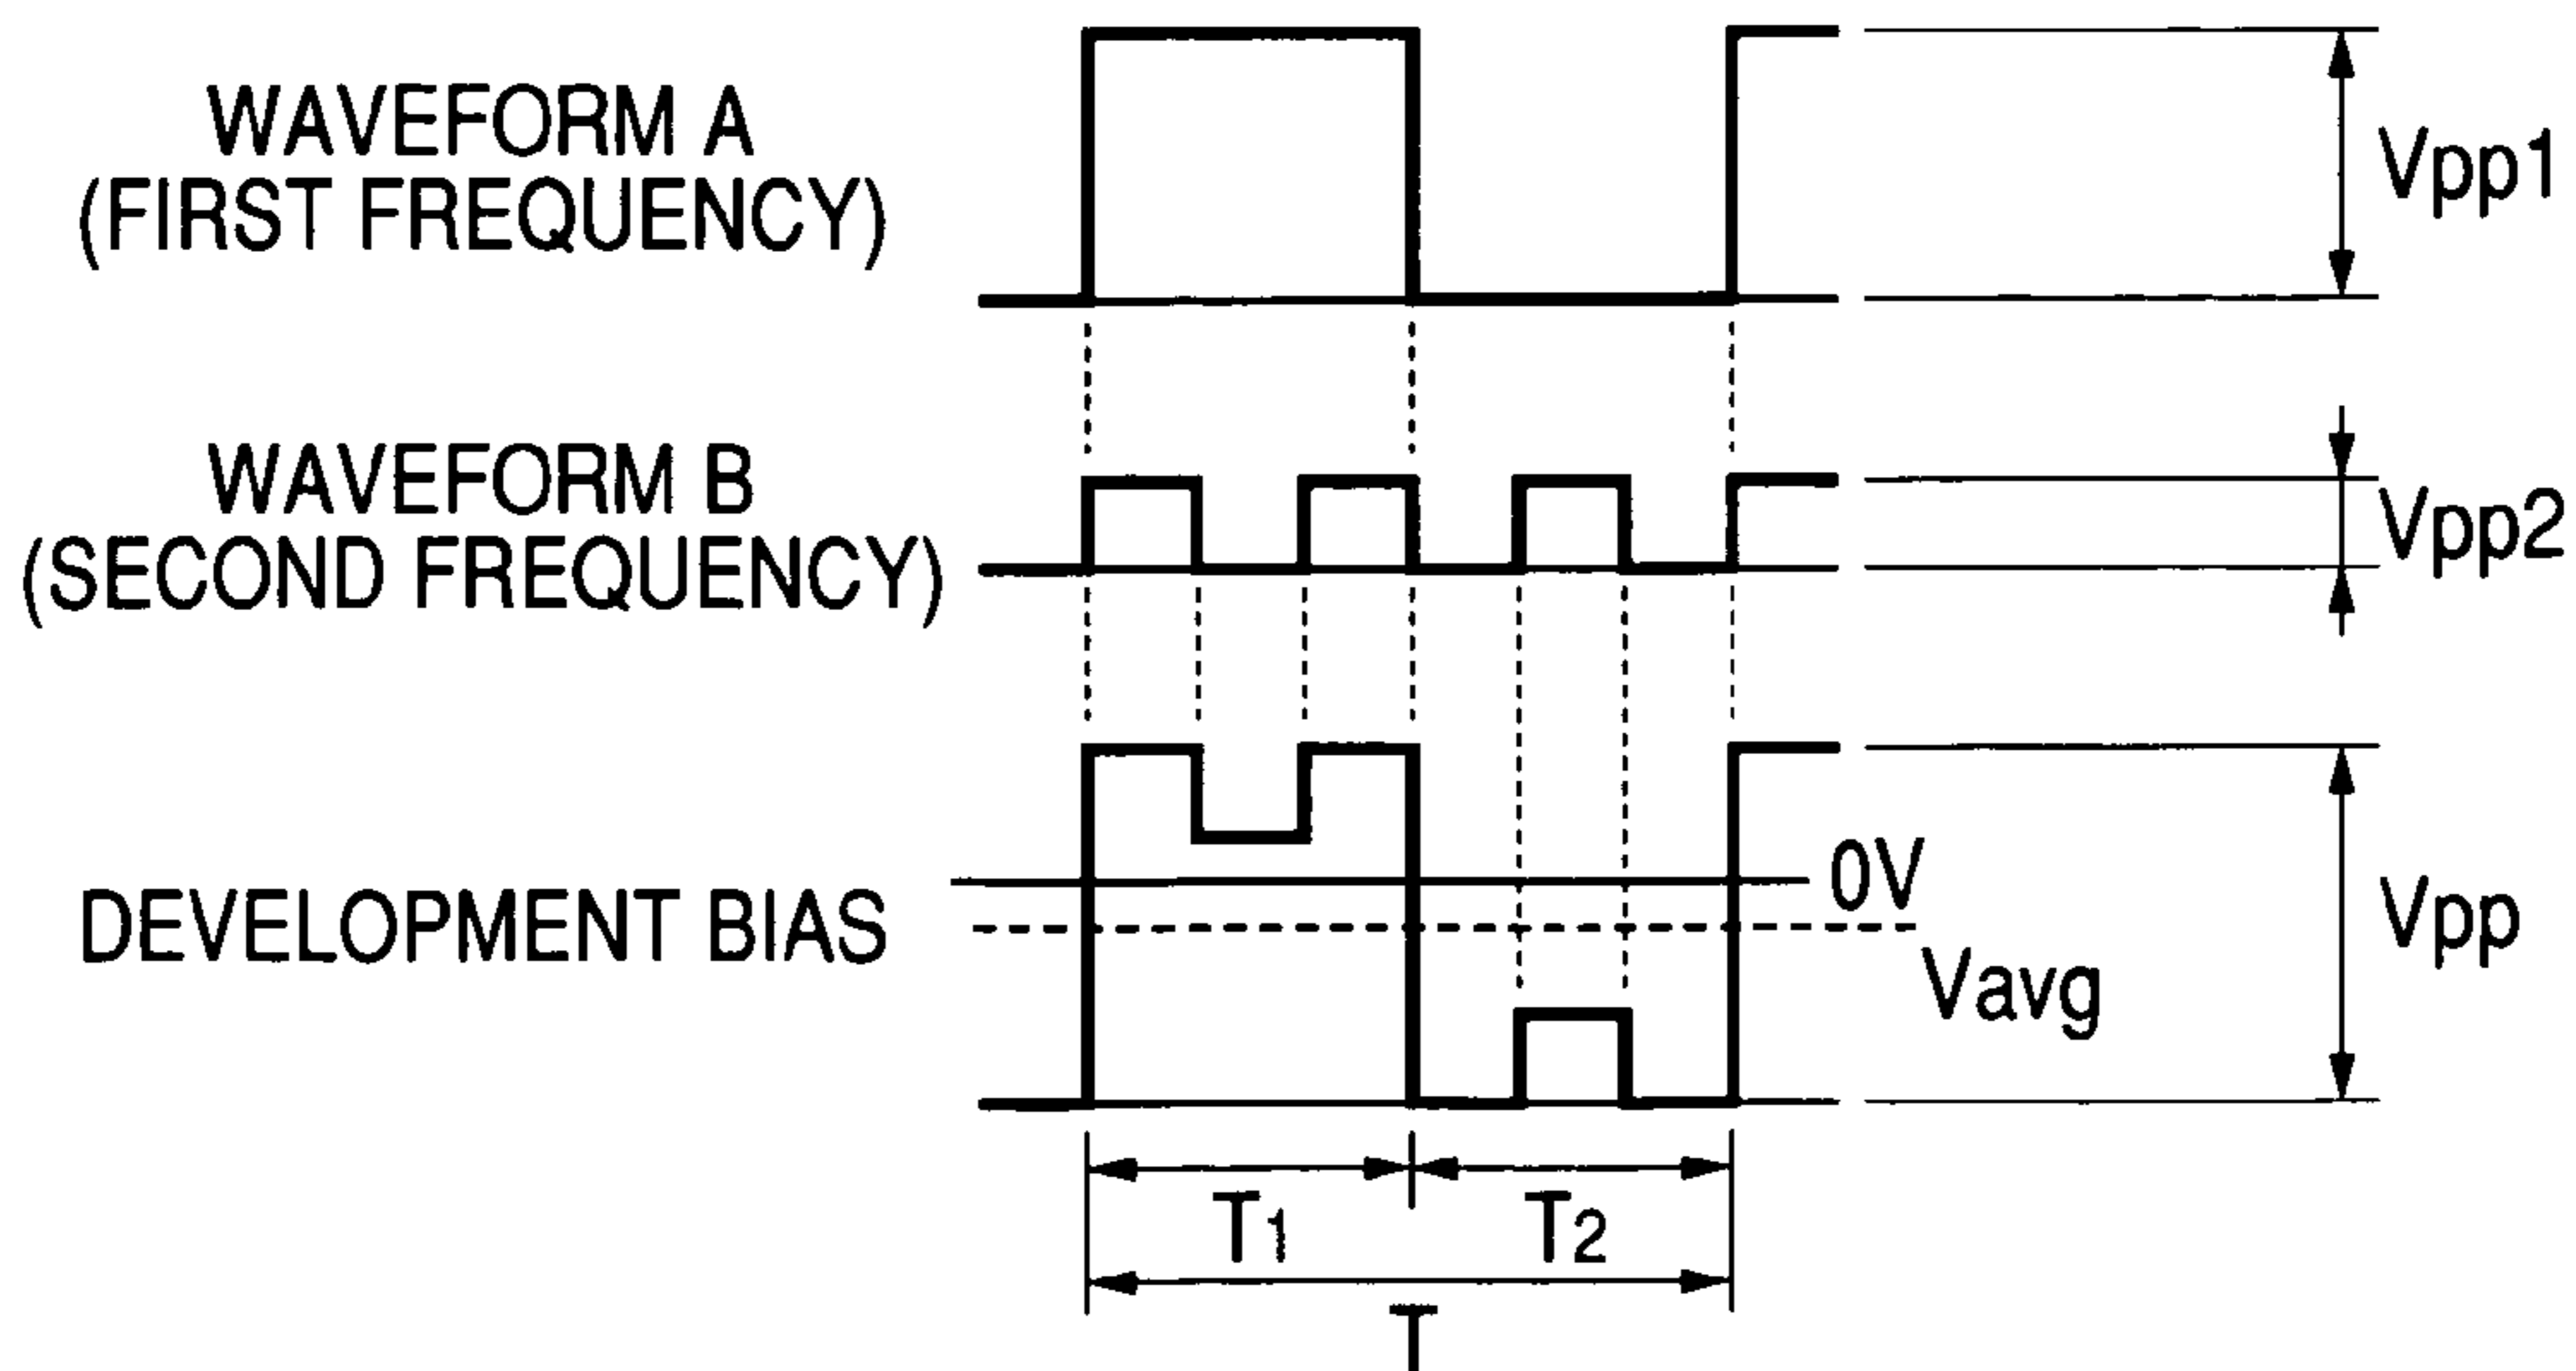 WAVEFORM A
(FIRST FREQUENCY)
Vpp1
WAVEFORM B
(SECOND FREQUENCY)
Vpp2
DEVELOPMENT BIAS
0V
Vavg
Vpp
T1
T2
T